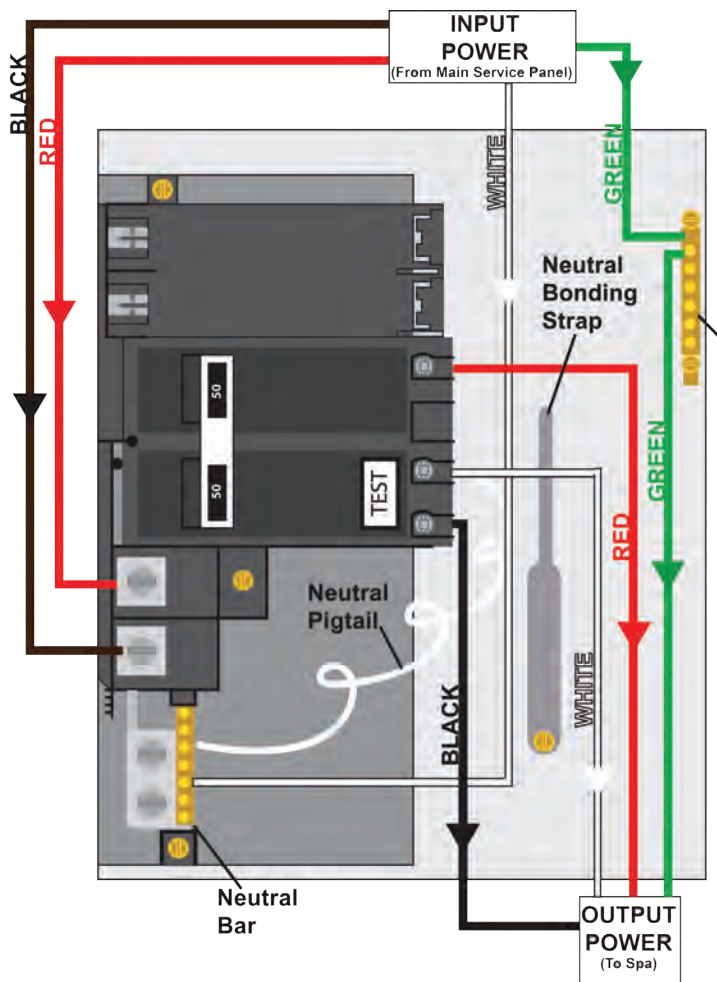 INPUT
POWER
(From Main Service Panel)
BLACK
RED
WHITE
GREEN
Neutral
Bonding
Strap
50
50
TEST
GREEN
RED
Neutral
Pigtail
BLACK
WHITE
Neutral
Bar
OUTPUT
POWER
(To Spa)